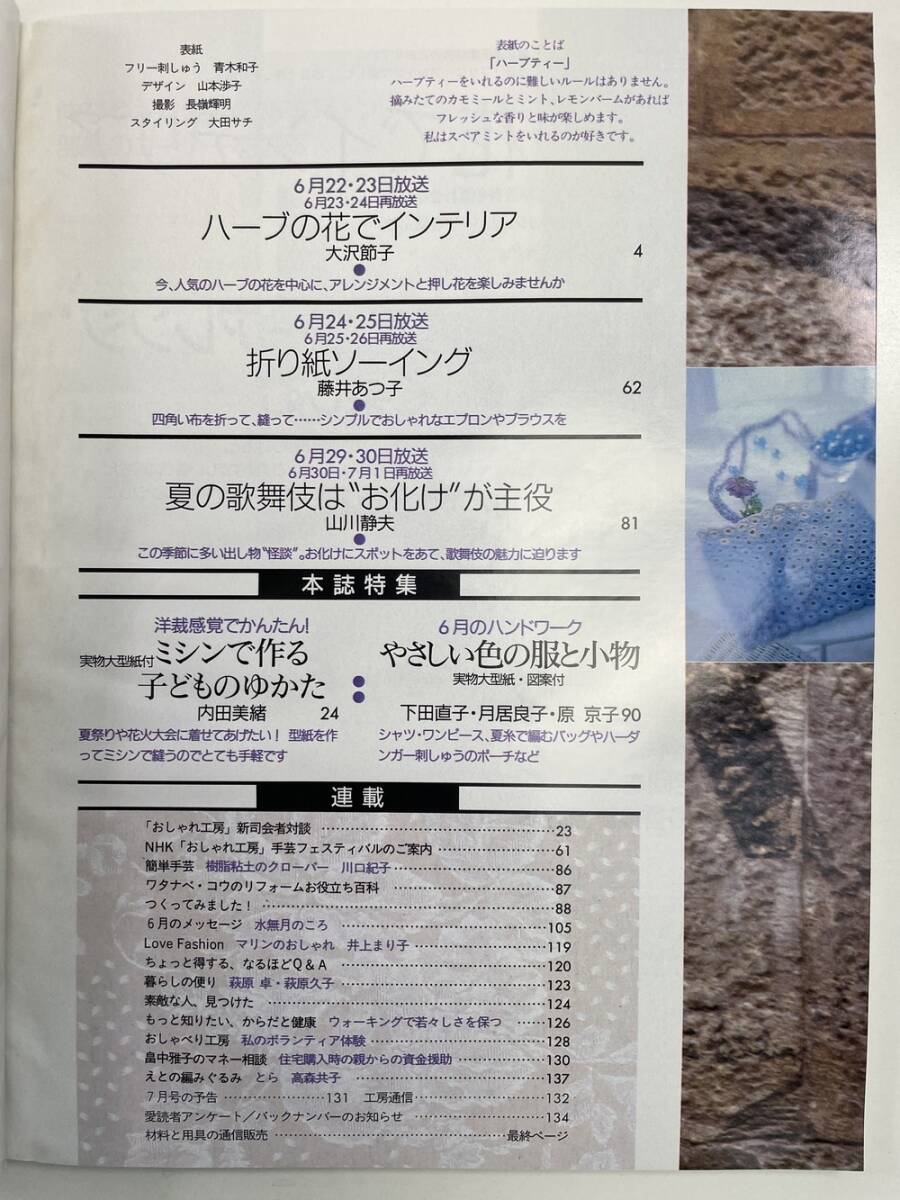 表紙
フリー刺しゅう 青木和子
デザイン 山本渉子
撮影 長嶺輝明
スタイリング 大田サチ
表紙のことば
「ハーブティー」
ハーブティーをいれるのに難しいルールはありません。
摘みたてのカモミールとミント、レモンバームがあれば
フレッシュな香りと味が楽しめます。
私はスペアミントをいれるのが好きです。
6月22・23日放送
6月23・24日再放送
ハーブの花でインテリア
大沢節子 4
今、人気のハーブの花を中心に、アレンジメントと押し花を楽しみませんか
6月24・25日放送
6月25・26日再放送
折り紙ソーイング
藤井あつ子 62
四角い布を折って、縫って……シンプルでおしゃれなエプロンやブラウスを
6月29・30日放送
6月30日・7月1日再放送
夏の歌舞伎は“お化け”が主役
山川静夫 81
この季節に多い出し物“怪談”。お化けにスポットをあて、歌舞伎の魅力に迫ります
本誌特集
洋裁感覚でかんたん!
実物大型紙付 ミシンで作る
子どものゆかた
内田美緒 24
夏祭りや花火大会に着せてあげたい! 型紙を作
ってミシンで縫うのでとても手軽です
6月のハンドワーク
やさしい色の服と小物
実物大型紙・図案付
下田直子・月居良子・原 京子 90
シャツ・ワンピース、夏糸で編むバッグやハーダ
ンガー刺しゅうのポーチなど
連載
「おしゃれ工房」新司会者対談 ……23
NHK「おしゃれ工房」手芸フェスティバルのご案内 ……61
簡単手芸 樹脂粘土のクローバー 川口紀子 ……86
ワタナベ・コウのリフォームお役立ち百科 ……87
つくってみました! ……88
6月のメッセージ 水無月のころ ……105
Love Fashion マリンのおしゃれ 井上まり子 ……119
ちょっと得する、なるほどQ&A ……120
暮らしの便り 萩原 卓・萩原久子 ……123
素敵な人、見つけた ……124
もっと知りたい、からだと健康 ウォーキングで若々しさを保つ ……126
おしゃべり工房 私のボランティア体験 ……128
畠中雅子のマネー相談 住宅購入時の親からの資金援助 ……130
えとの編みぐるみ とら 高森共子 ……137
7月号の予告 ……131 工房通信 ……132
愛読者アンケート/バックナンバーのお知らせ ……134
材料と用具の通信販売 ……最終ページ